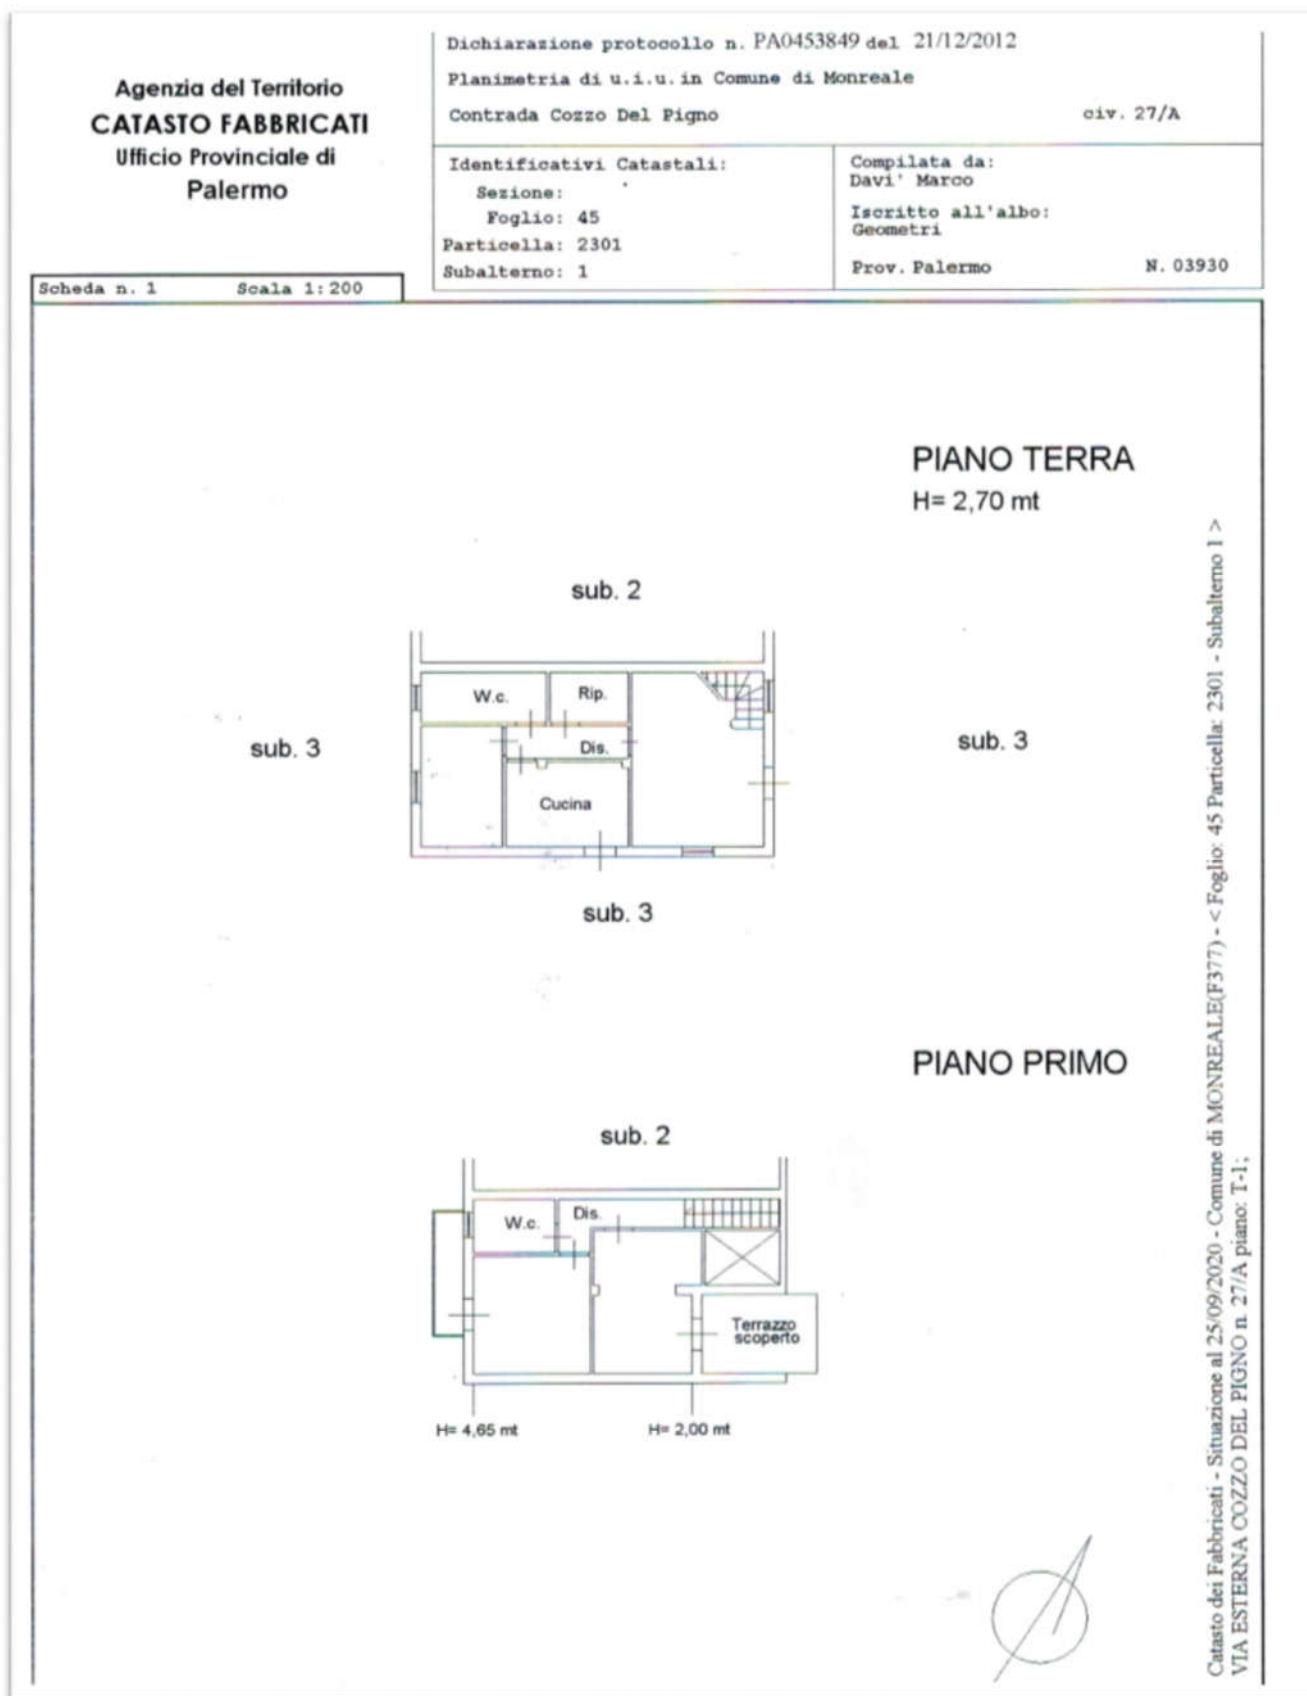 Agenzia del Territorio
CATASTO FABBRICATI
Ufficio Provinciale di
Palermo
Dichiarazione protocollo n. PA0453849 del 21/12/2012
Planimetria di u.i.u. in Comune di Monreale
Contrada Cozzo Del Pigno civ. 27/A
Identificativi Catastali:
Sezione:
Foglio: 45
Particella: 2301
Subalterno: 1
Compilata da:
Davi' Marco
Iscritto all'albo:
Geometri
Prov. Palermo N. 03930
Scheda n. 1 Scala 1:200
PIANO TERRA
H= 2,70 mt
sub. 2
W.c.
Rip.
Dis.
Cucina
sub. 3
sub. 3
sub. 3
PIANO PRIMO
sub. 2
W.c.
Dis.
Terrazzo
scoperto
H= 4,65 mt
H= 2,00 mt
Catasto dei Fabbricati - Situazione al 25/09/2020 - Comune di MONREALE(F377) - < Foglio: 45 Particella: 2301 - Subalterno 1 >
VIA ESTERNA COZZO DEL PIGNO n. 27/A piano: T-1;